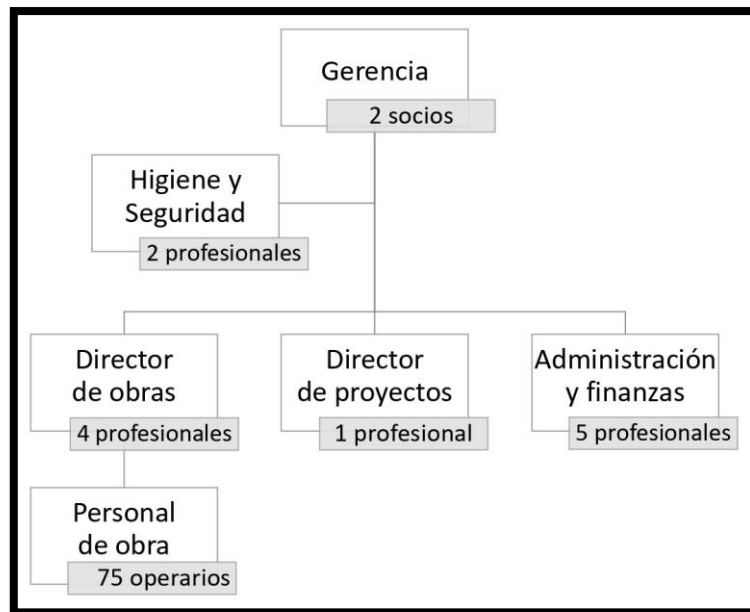 Gerencia
2 socios
Higiene y
Seguridad
2 profesionales
Director
de obras
4 profesionales
Director
de proyectos
1 profesional
Administración
y finanzas
5 profesionales
Personal
de obra
75 operarios